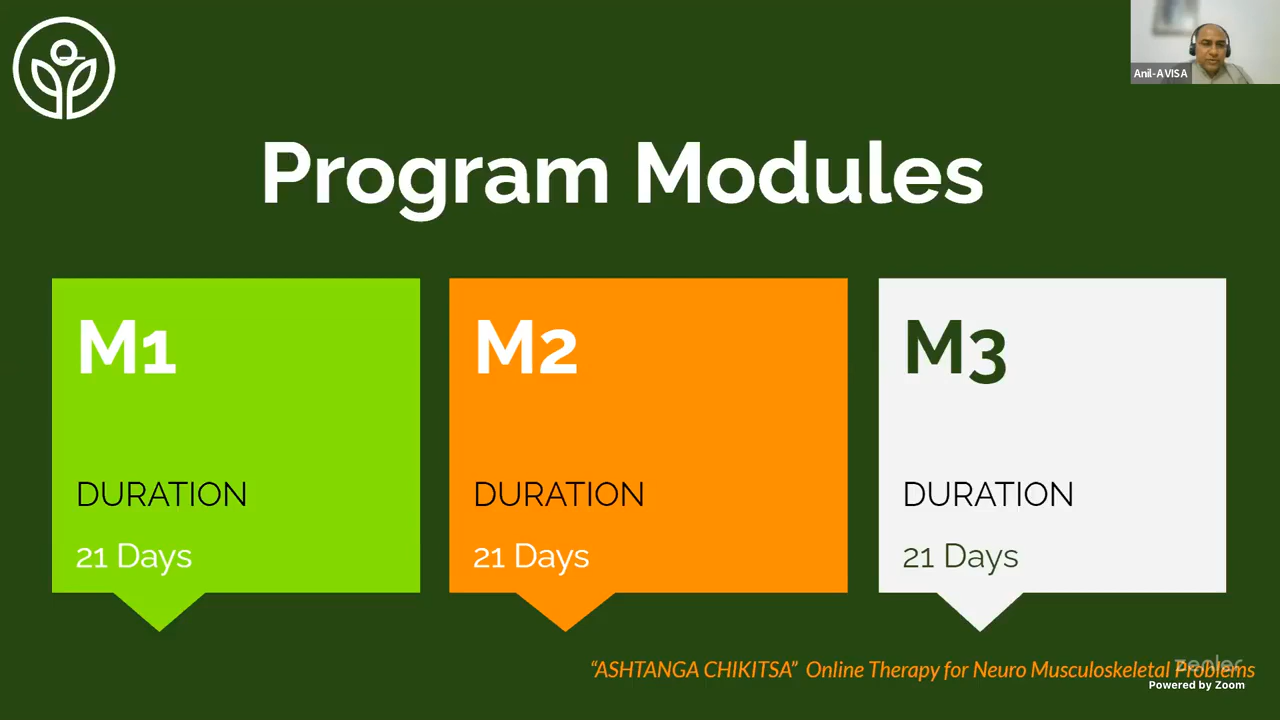 Anil-AVISA
Program Modules
M1
DURATION
21 Days
M2
DURATION
21 Days
M3
DURATION
21 Days
“ASHTANGA CHIKITSA” Online Therapy for Neuro Musculoskeletal Problems
zenler
Powered by Zoom